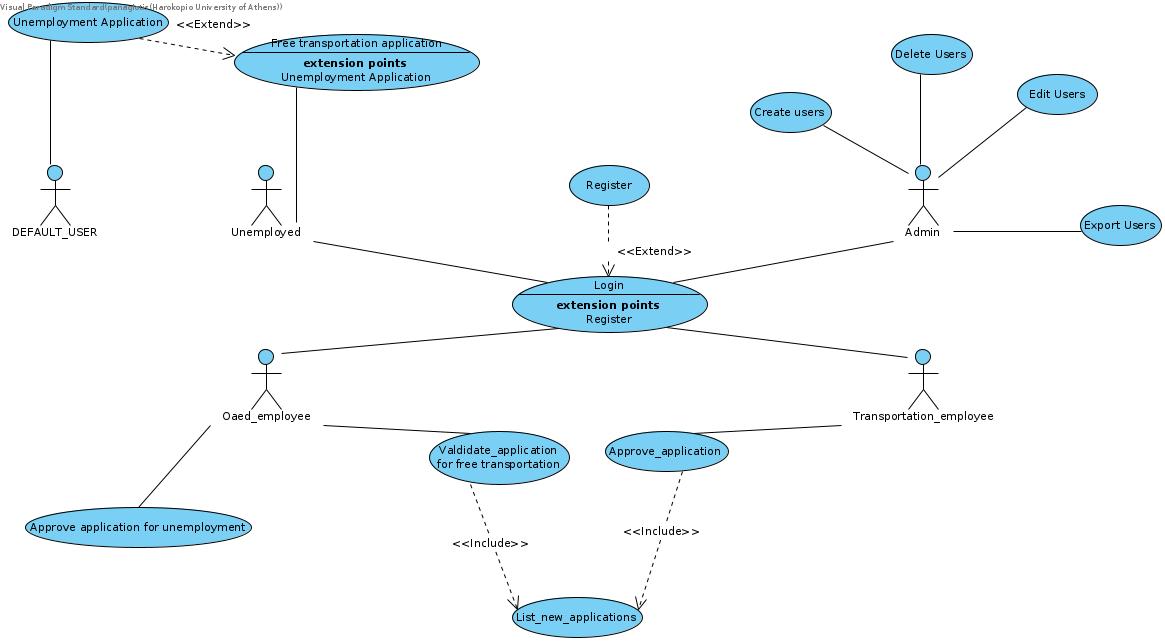 Visual Paradigm Standard(panagiotis(Harokopio University of Athens))
Unemployment Application
<<Extend>>
Free transportation application
extension points
Unemployment Application
Delete Users
Edit Users
Create users
Register
DEFAULT_USER
Unemployed
Admin
Export Users
<<Extend>>
Login
extension points
Register
Oaed_employee
Transportation_employee
Valdidate_application
for free transportation
Approve_application
Approve application for unemployment
<<Include>>
<<Include>>
List_new_applications